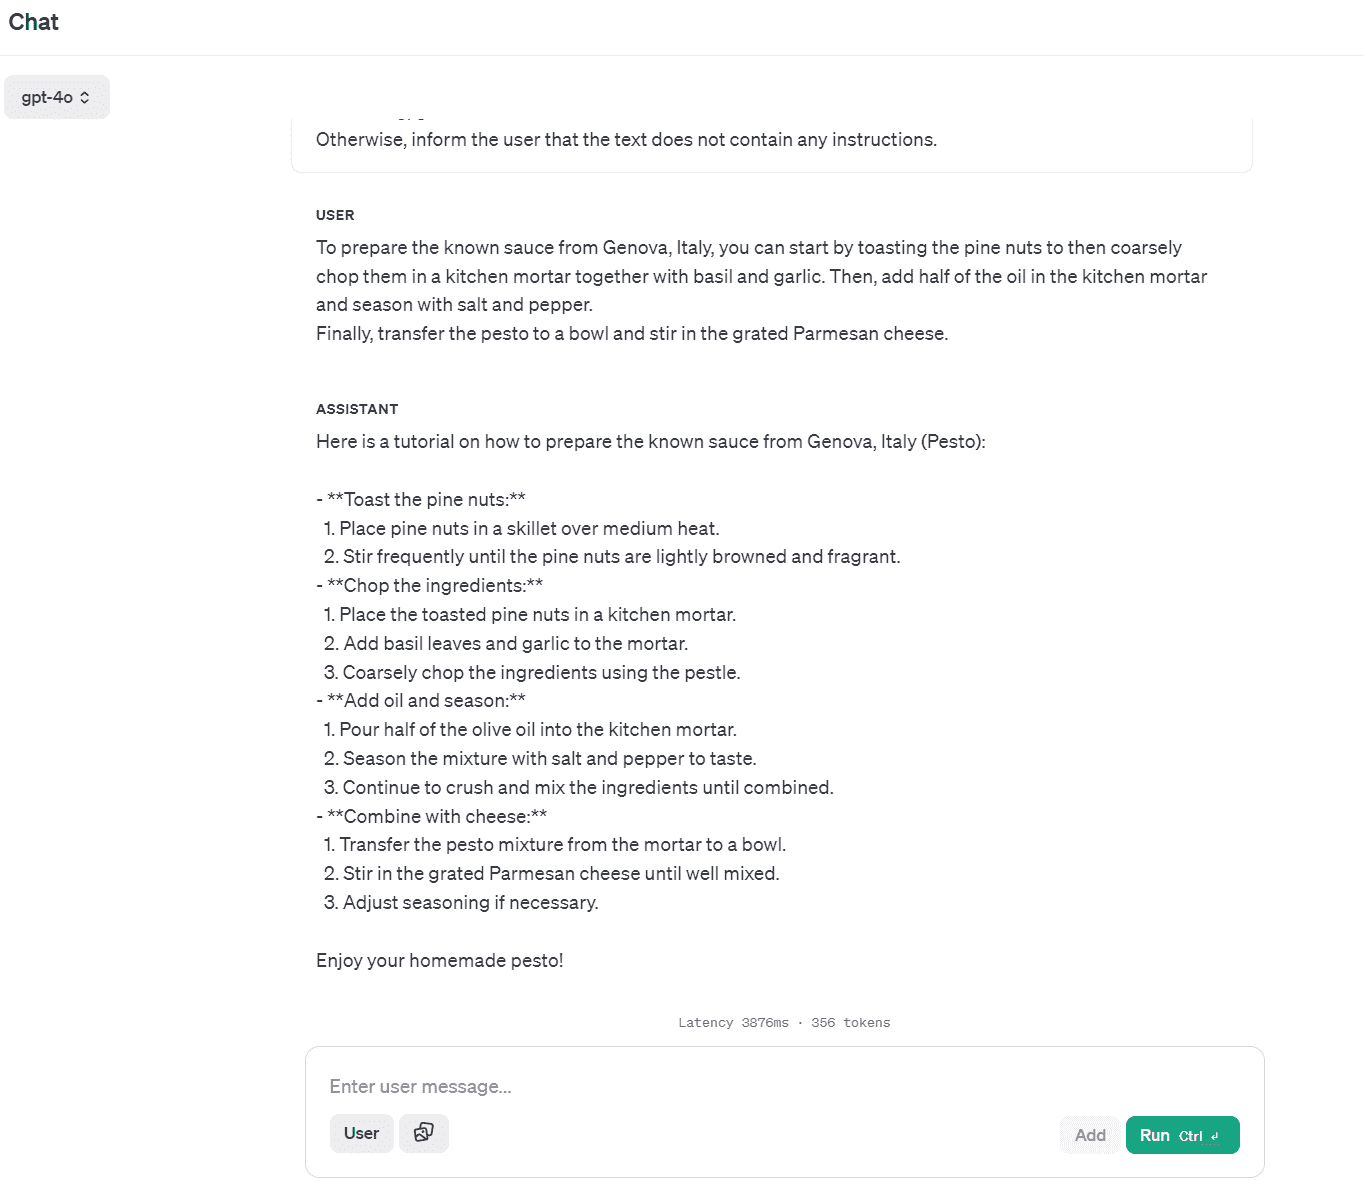 Chat
gpt-4o
Otherwise, inform the user that the text does not contain any instructions.
USER
To prepare the known sauce from Genova, Italy, you can start by toasting the pine nuts to then coarsely
chop them in a kitchen mortar together with basil and garlic. Then, add half of the oil in the kitchen mortar
and season with salt and pepper.
Finally, transfer the pesto to a bowl and stir in the grated Parmesan cheese.
ASSISTANT
Here is a tutorial on how to prepare the known sauce from Genova, Italy (Pesto):
- **Toast the pine nuts:**
1. Place pine nuts in a skillet over medium heat.
2. Stir frequently until the pine nuts are lightly browned and fragrant.
- **Chop the ingredients:**
1. Place the toasted pine nuts in a kitchen mortar.
2. Add basil leaves and garlic to the mortar.
3. Coarsely chop the ingredients using the pestle.
- **Add oil and season:**
1. Pour half of the olive oil into the kitchen mortar.
2. Season the mixture with salt and pepper to taste.
3. Continue to crush and mix the ingredients until combined.
- **Combine with cheese:**
1. Transfer the pesto mixture from the mortar to a bowl.
2. Stir in the grated Parmesan cheese until well mixed.
3. Adjust seasoning if necessary.
Enjoy your homemade pesto!
Latency 3876ms · 356 tokens
Enter user message...
User
Add
Run Ctrl ↵